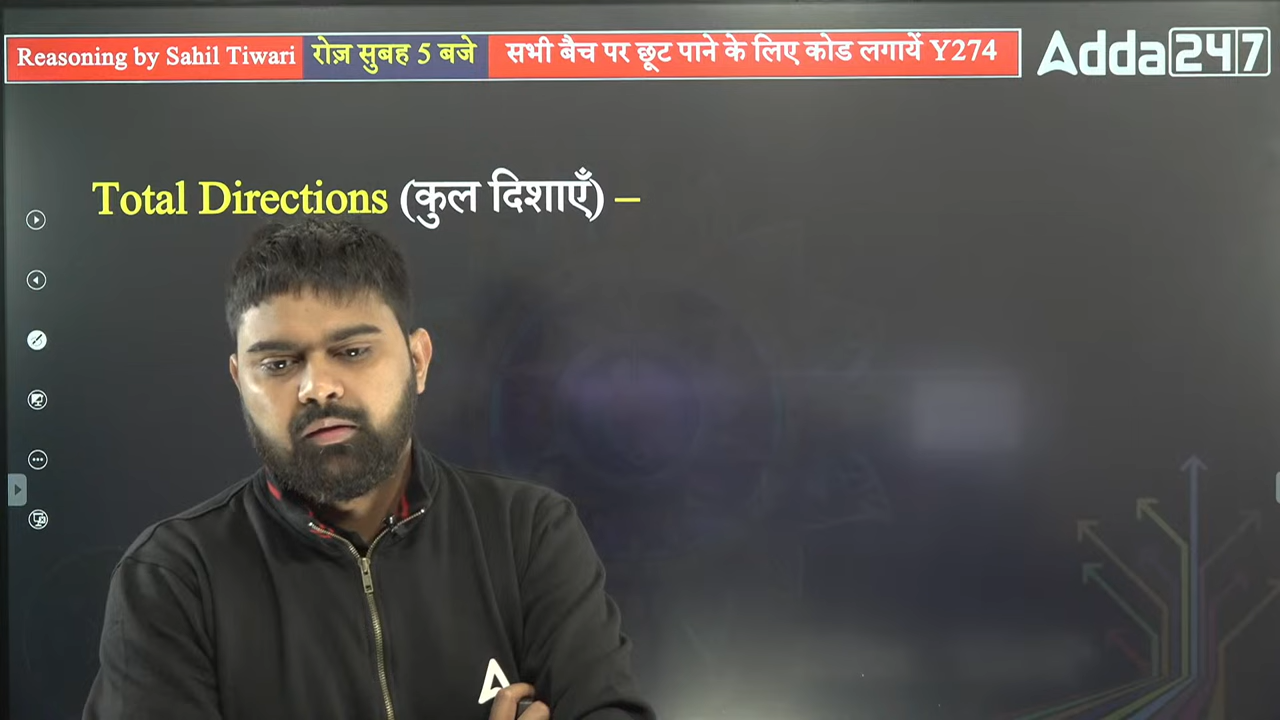 Reasoning by Sahil Tiwari रोज़ सुबह 5 बजे सभी बैच पर छूट पाने के लिए कोड लगायें Y274
Adda247
Total Directions (कुल दिशाएँ) –